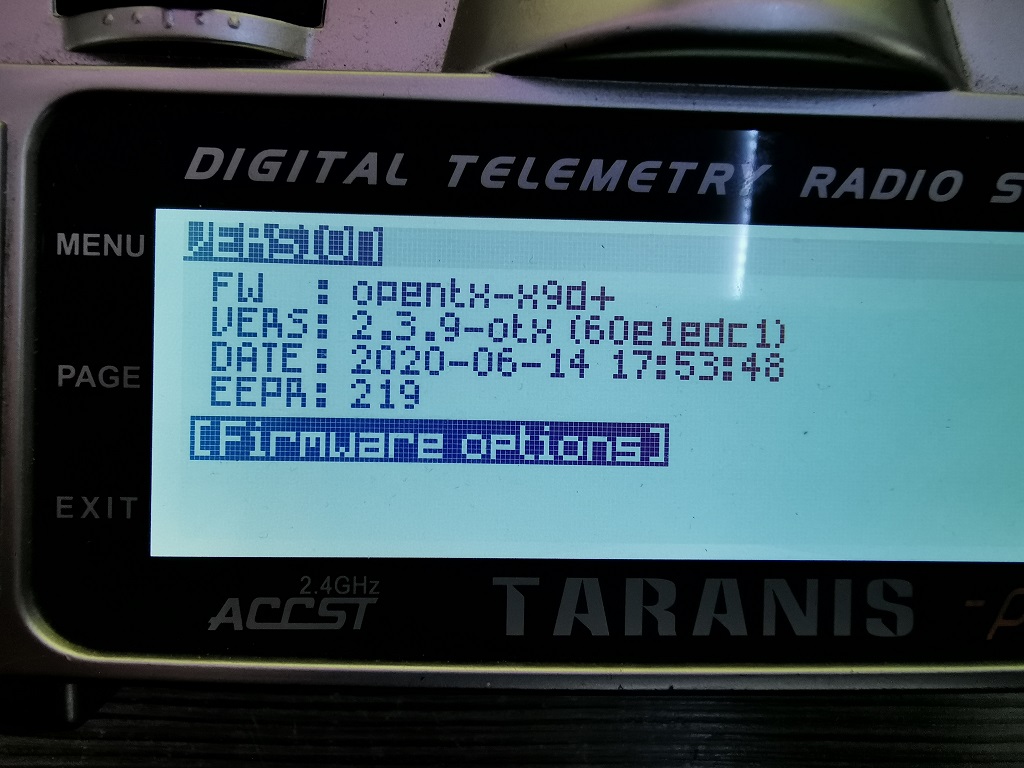 DIGITAL TELEMETRY RADIO S
MENU
VERSION
FW : opentx-x9d+
VERS: 2.3.9-otx (60e1edc1)
DATE: 2020-06-14 17:53:48
PAGE
EEPR: 219
[Firmware options]
EXIT
2.4GHz
ACCST
TARANIS